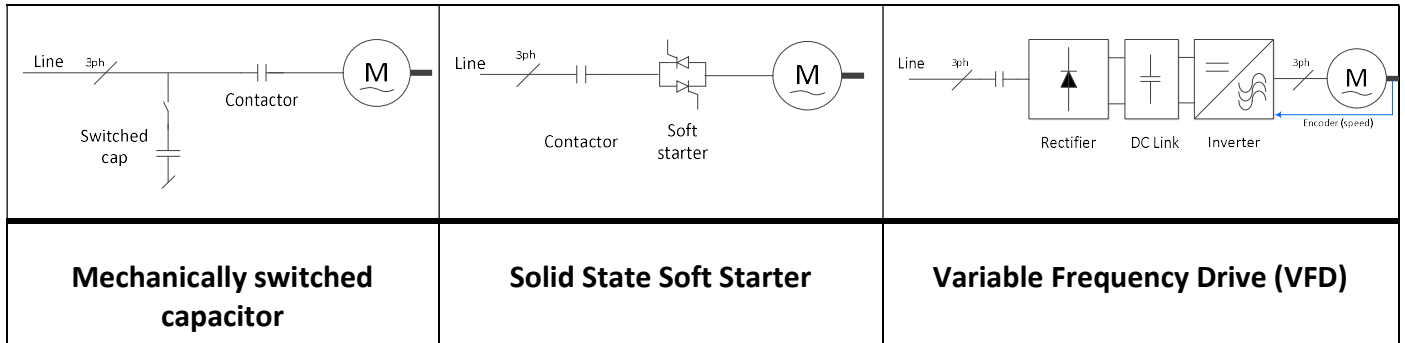 Line
3ph
M
Contactor
Switched
cap
Line
3ph
M
Contactor
Soft
starter
Line
3ph
M
3ph
Encoder (speed)
Rectifier
DC Link
Inverter
Mechanically switched
capacitor
Solid State Soft Starter
Variable Frequency Drive (VFD)